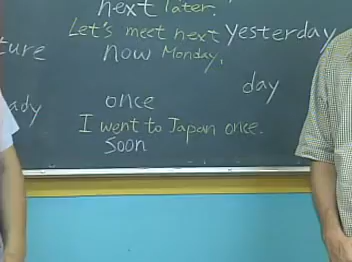 next later.
Let's meet next yesterday
ture now Monday.
day
ady once
I went to Japan once.
soon